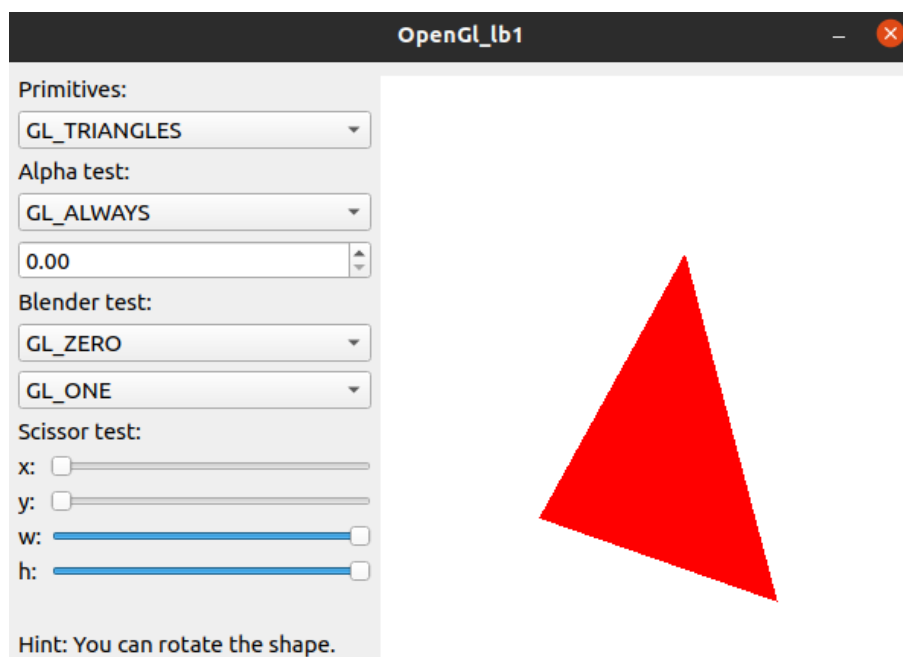 OpenGl_lb1
Primitives:
GL_TRIANGLES
Alpha test:
GL_ALWAYS
0.00
Blender test:
GL_ZERO
GL_ONE
Scissor test:
x:
y:
w:
h:
Hint: You can rotate the shape.